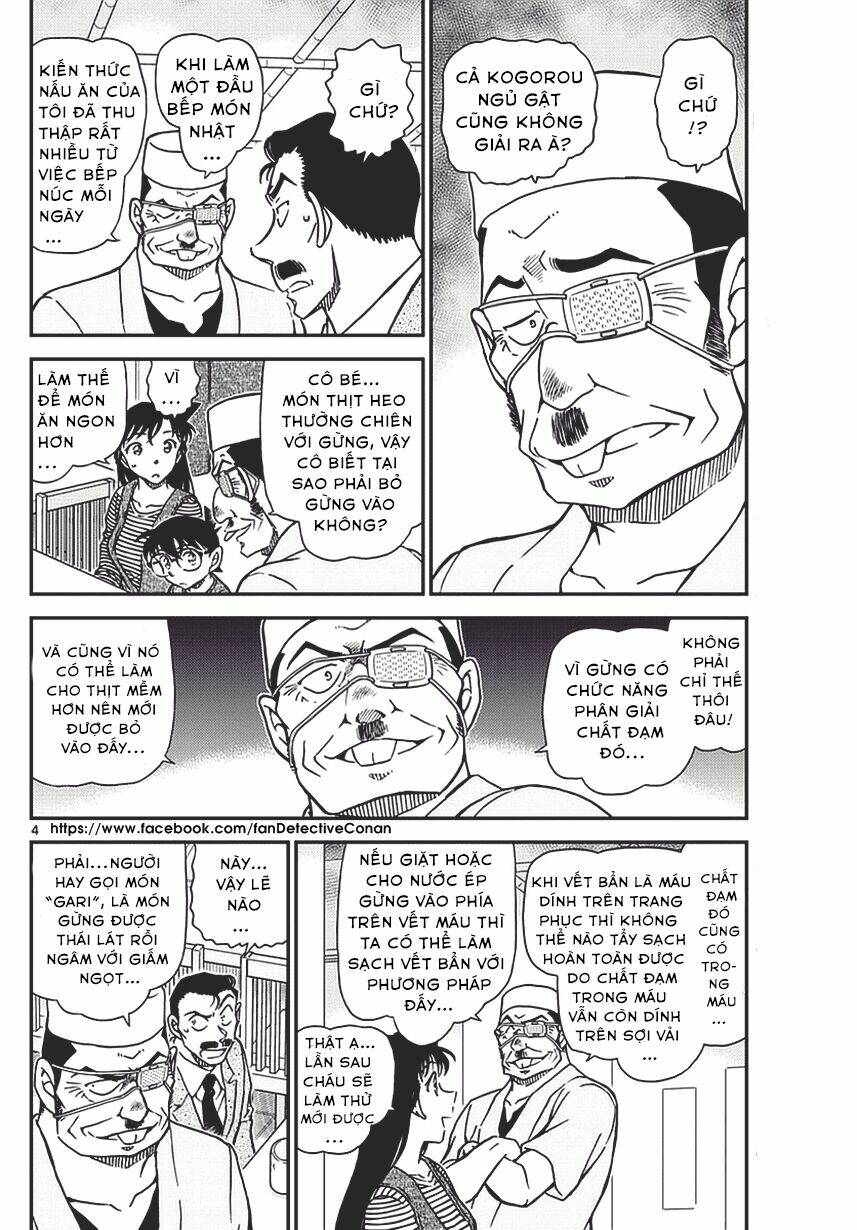 GÌ
CHỨ
!?
CẢ KOGOROU
NGỦ GẬT
CŨNG KHÔNG
GIẢI RA À?
GÌ
CHỨ?
KHI LÀM
MỘT ĐẦU
BẾP MÓN
NHẬT
...
KIẾN THỨC
NẤU ĂN CỦA
TÔI ĐÃ THU
THẬP RẤT
NHIỀU TỪ
VIỆC BẾP
NÚC MỖI
NGÀY
...
CÔ BÉ...
MÓN THỊT HEO
THƯỜNG CHIÊN
VỚI GỪNG, VẬY
CÔ BIẾT TẠI
SAO PHẢI BỎ
GỪNG VÀO
KHÔNG?
VÌ
...
LÀM THẾ
ĐỂ MÓN
ĂN NGON
HƠN
...
KHÔNG
PHẢI
CHỈ THẾ
THÔI
ĐÂU!
VÌ GỪNG CÓ
CHỨC NĂNG
PHÂN GIẢI
CHẤT ĐẠM
ĐÓ...
VÀ CŨNG VÌ NÓ
CÓ THỂ LÀM
CHO THỊT MỀM
HƠN NÊN MỚI
ĐƯỢC BỎ
VÀO ĐẤY...
4 https://www.facebook.com/fanDetectiveConan
CHẤT
ĐẠM
ĐÓ
CŨNG
CÓ
TRO-
NG
MÁU
...
KHI VẾT BẨN LÀ MÁU
DÍNH TRÊN TRANG
PHỤC THÌ KHÔNG
THỂ NÀO TẨY SẠCH
HOÀN TOÀN ĐƯỢC
DO CHẤT ĐẠM
TRONG MÁU
VẪN CÒN DÍNH
TRÊN SỢI VẢI
...
NẾU GIẶT HOẶC
CHO NƯỚC ÉP
GỪNG VÀO PHÍA
TRÊN VẾT MÁU THÌ
TA CÓ THỂ LÀM
SẠCH VẾT BẨN VỚI
PHƯƠNG PHÁP
ĐẤY...
THẬT Ạ...
LẦN SAU
CHÁU SẼ
LÀM THỬ
MỚI ĐƯỢC
...
NÀY...
VẬY LẼ
NÀO
...
PHẢI...NGƯỜI
HAY GỌI MÓN
"GARI", LÀ MÓN
GỪNG ĐƯỢC
THÁI LÁT RỒI
NGÂM VỚI GIẤM
NGỌT...